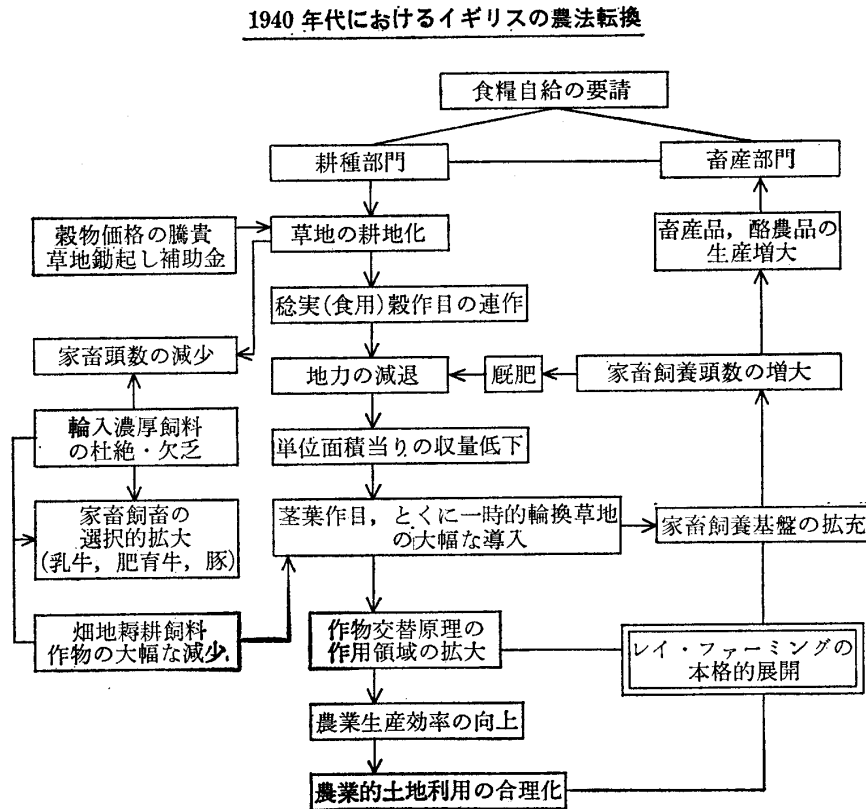 1940年代におけるイギリスの農法転換
食糧自給の要請
耕種部門
畜産部門
穀物価格の騰貴
草地鋤起し補助金
草地の耕地化
畜産品,酪農品の
生産増大
稔実(食用)穀作目の連作
家畜頭数の減少
地力の減退
厩肥
家畜飼養頭数の増大
輸入濃厚飼料
の杜絶・欠乏
単位面積当りの収量低下
家畜飼畜の
選択的拡大
(乳牛,肥育牛,豚)
茎葉作目,とくに一時的輪換草地
の大幅な導入
家畜飼養基盤の拡充
畑地耨耕飼料
作物の大幅な減少.
作物交替原理の
作用領域の拡大
レイ・ファーミングの
本格的展開
農業生産効率の向上
農業的土地利用の合理化